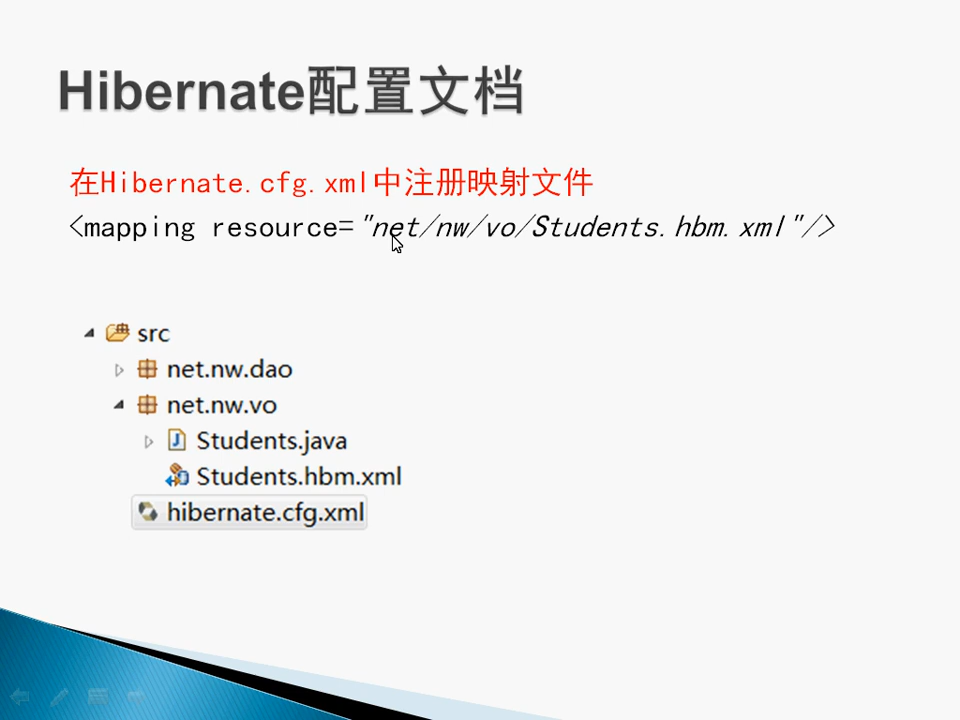 Hibernate配置文档
在Hibernate.cfg.xml中注册映射文件
<mapping resource="net/nw/vo/Students.hbm.xml"/>
src
net.nw.dao
net.nw.vo
Students.java
Students.hbm.xml
hibernate.cfg.xml